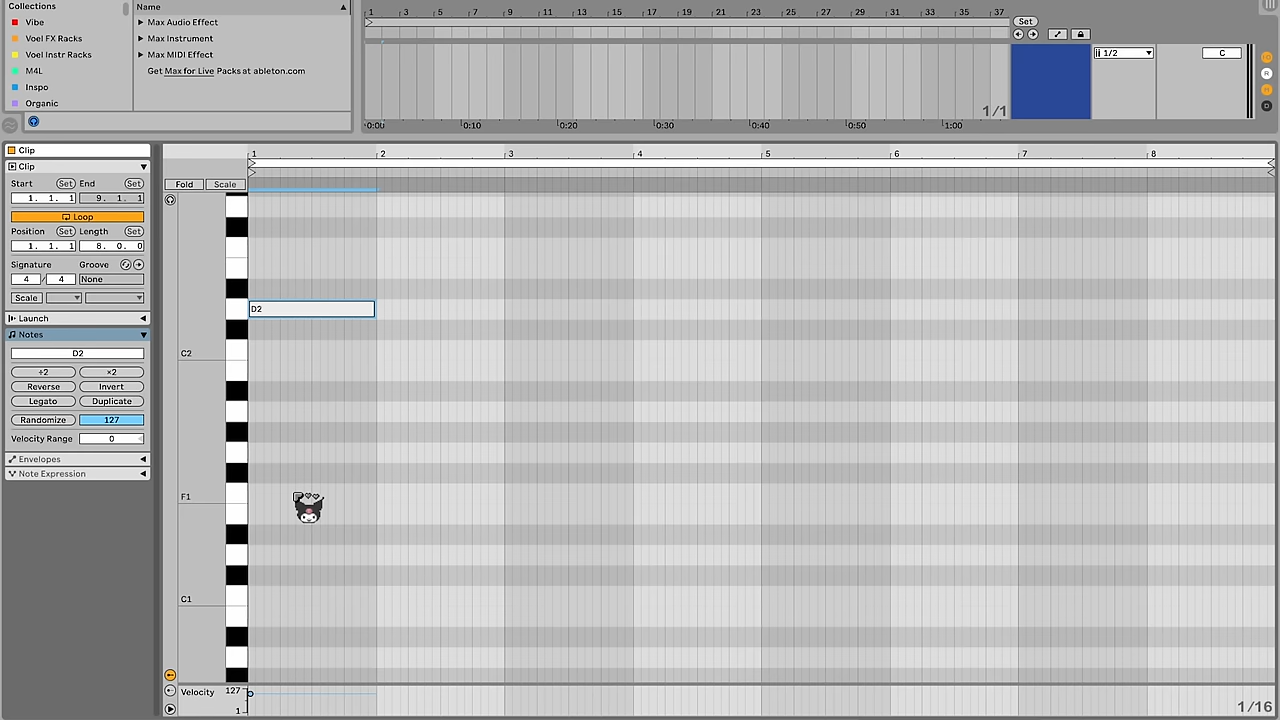 Collections
Vibe
Voel FX Racks
Voel Instr Racks
M4L
Inspo
Organic
Name
Max Audio Effect
Max Instrument
Max MIDI Effect
Get Max for Live Packs at ableton.com
1 3 5 7 9 11 13 15 17 19 21 23 25 27 29 31 33 35 37
Set
1/2
C
1/1
0:00 0:10 0:20 0:30 0:40 0:50 1:00
Clip
Clip
Start Set End Set
1. 1. 1 9. 1. 1
Loop
Position Set Length Set
1. 1. 1 8. 0. 0
Signature Groove
4 / 4 None
Scale
Launch
Notes
D2
÷2 ×2
Reverse Invert
Legato Duplicate
Randomize 127
Velocity Range 0
Envelopes
Note Expression
1 2 3 4 5 6 7 8
Fold Scale
D2
C2
F1
C1
Velocity 127
1
1/16